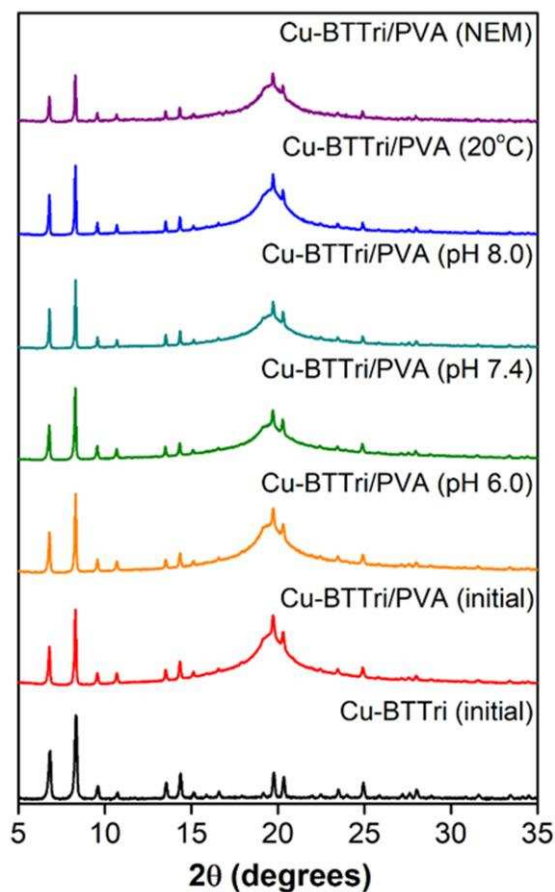 Cu-BTTri/PVA (NEM)
Cu-BTTri/PVA (20°C)
Cu-BTTri/PVA (pH 8.0)
Cu-BTTri/PVA (pH 7.4)
Cu-BTTri/PVA (pH 6.0)
Cu-BTTri/PVA (initial)
Cu-BTTri (initial)
5 10 15 20 25 30 35
2θ (degrees)